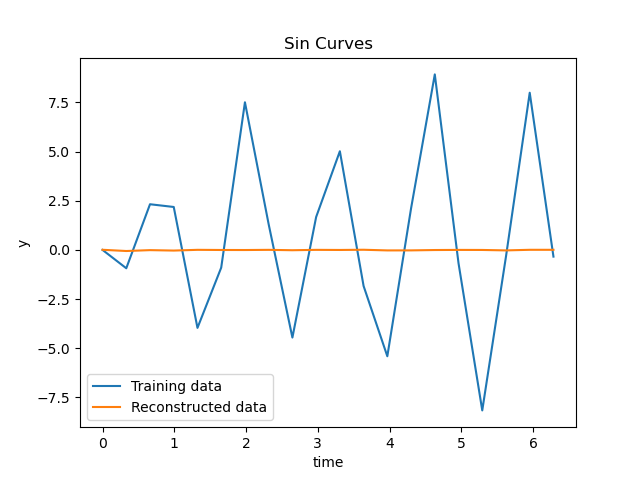 Sin Curves
7.5
5.0
2.5
0.0
−2.5
−5.0
−7.5
y
Training data
Reconstructed data
0 1 2 3 4 5 6
time